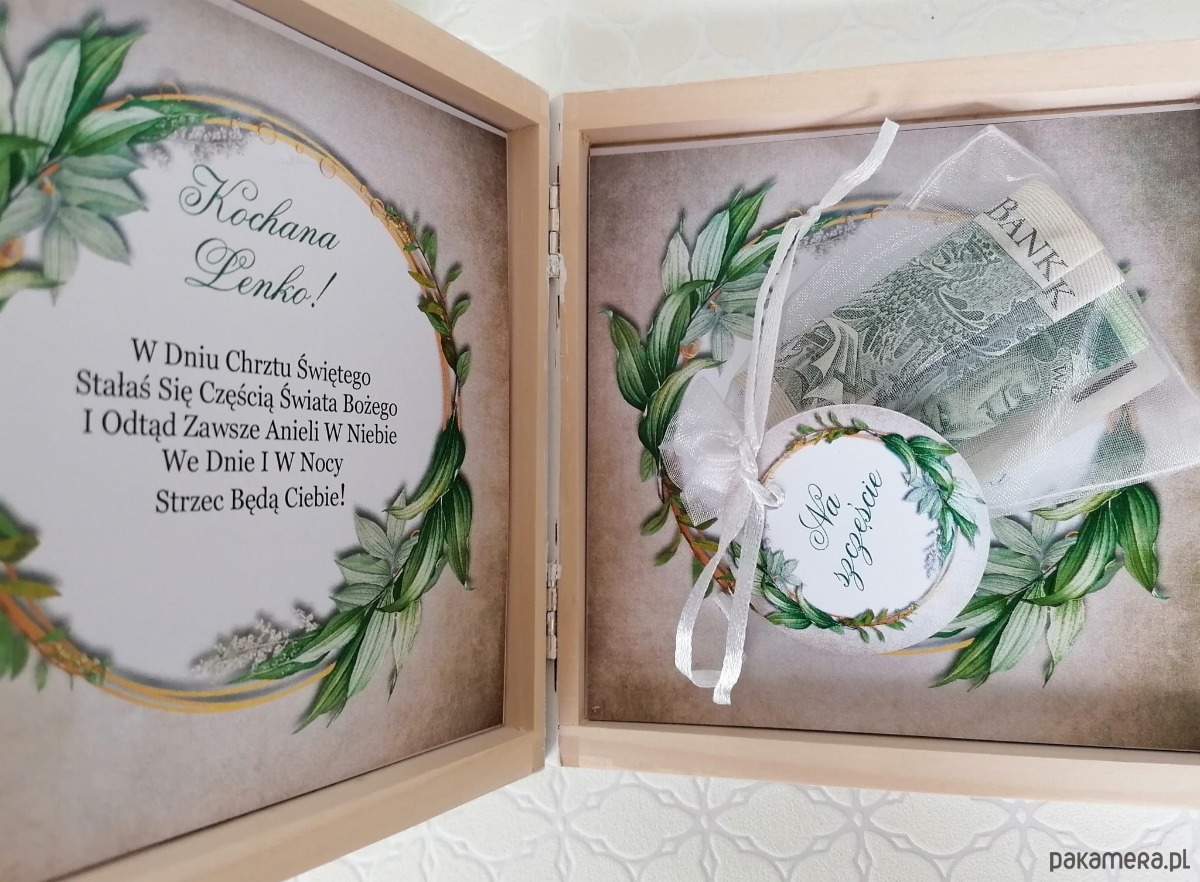 Kochana
Lenko!
W Dniu Chrztu Świętego
Stałaś Się Częścią Świata Bożego
I Odtąd Zawsze Anieli W Niebie
We Dnie I W Nocy
Strzec Będą Ciebie!
BANK
Na
szczęście
pakamera.pl